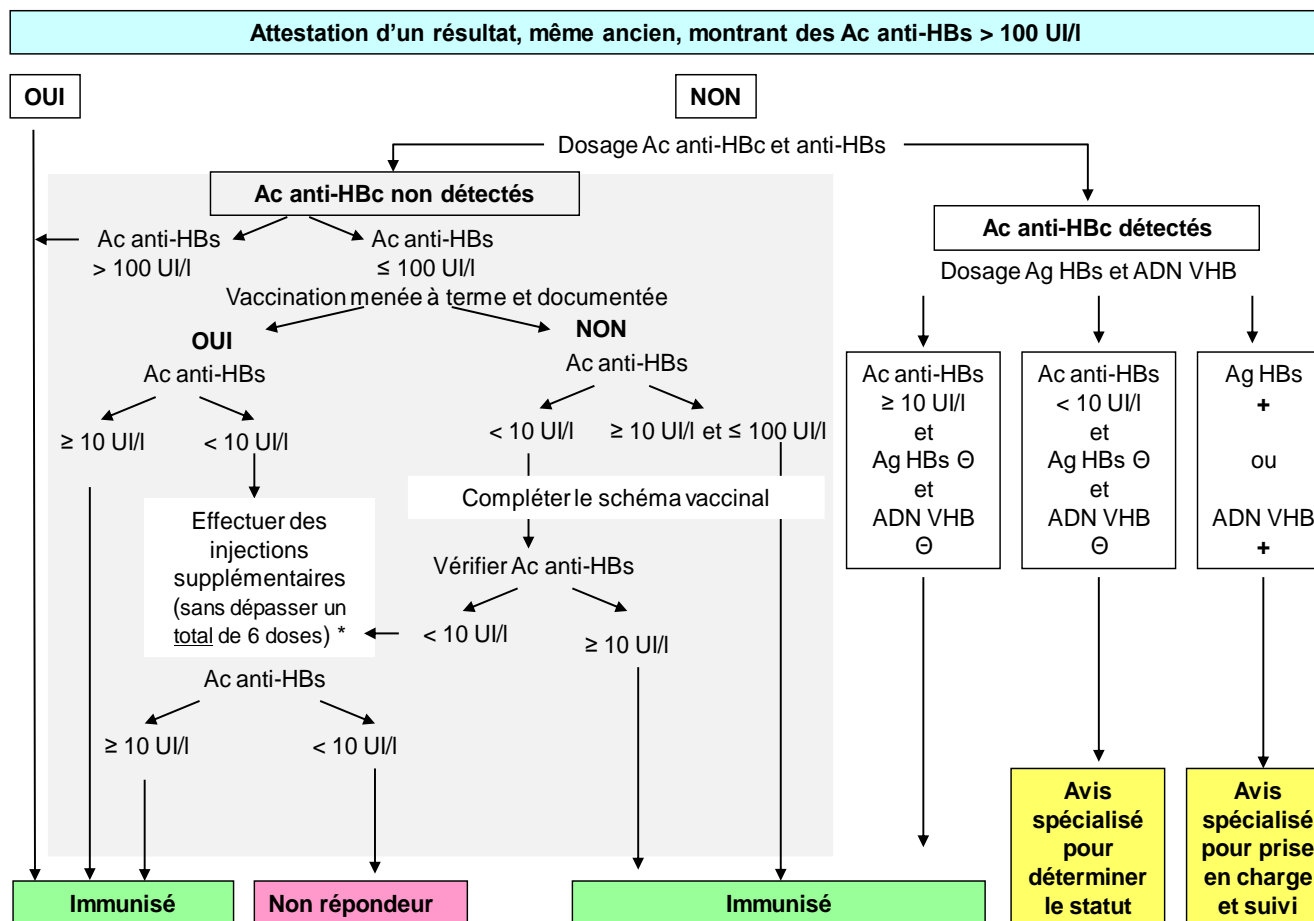 Attestation d'un résultat, même ancien, montrant des Ac anti-HBs > 100 UI/l
OUI
NON
Dosage Ac anti-HBc et anti-HBs
Ac anti-HBc non détectés
Ac anti-HBs
> 100 UI/l
Ac anti-HBs
≤ 100 UI/l
Vaccination menée à terme et documentée
OUI
Ac anti-HBs
NON
Ac anti-HBs
≥ 10 UI/l
< 10 UI/l
< 10 UI/l
≥ 10 UI/l et ≤ 100 UI/l
Effectuer des
injections
supplémentaires
(sans dépasser un
total de 6 doses) *
Compléter le schéma vaccinal
Vérifier Ac anti-HBs
< 10 UI/l
≥ 10 UI/l
Ac anti-HBs
≥ 10 UI/l
< 10 UI/l
Ac anti-HBc détectés
Dosage Ag HBs et ADN VHB
Ac anti-HBs
≥ 10 UI/l
et
Ag HBs Θ
et
ADN VHB
Θ
Ac anti-HBs
< 10 UI/l
et
Ag HBs Θ
et
ADN VHB
Θ
Ag HBs
+
ou
ADN VHB
+
Immunisé
Non répondeur
Immunisé
Avis
spécialisé
pour
déterminer
le statut
Avis
spécialisé
pour prise
en charge
et suivi